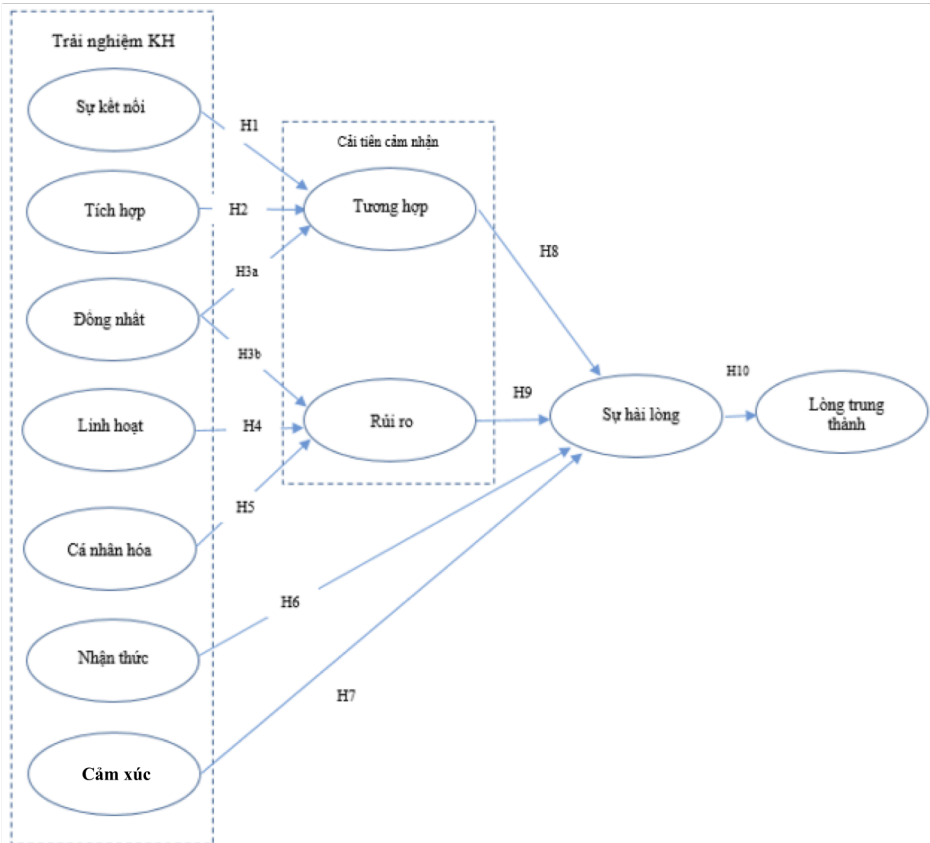 Trải nghiệm KH
Sự kết nối
H1
Cải tiên cảm nhận
Tích hợp
H2
Tương hợp
H3a
H8
Đồng nhất
H3b
Linh hoạt
H4
Rủi ro
H9
Sự hài lòng
H10
Lòng trung
thành
H5
Cá nhân hóa
H6
Nhận thức
H7
Cảm xúc